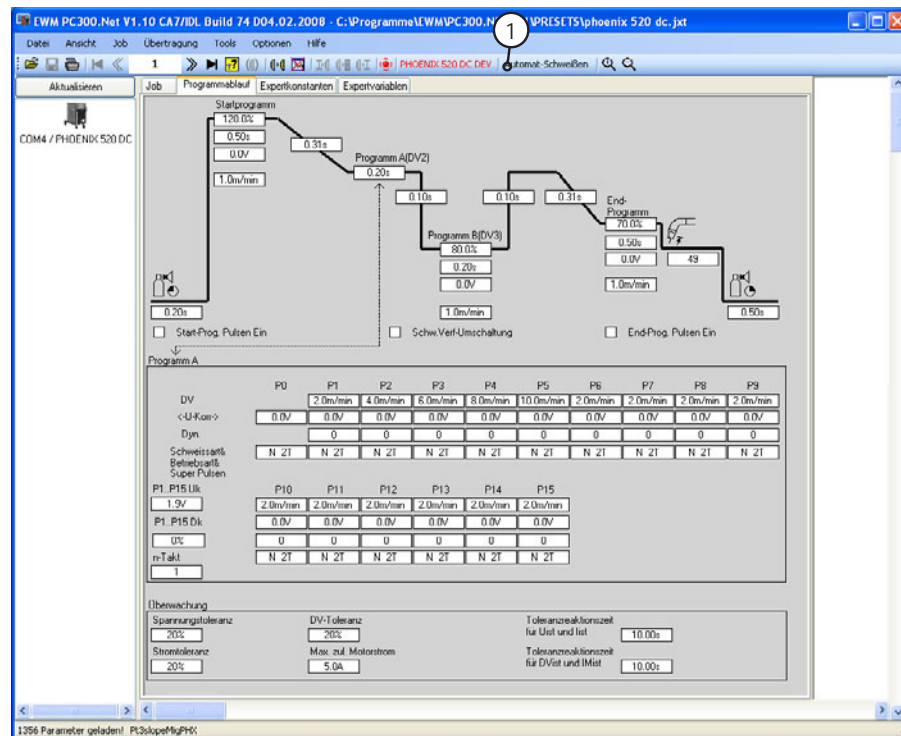 EWM PC300.Net V1.10 CA7/IDL Build 74 D04.02.2008 - C:\Programme\EWM\PC300.N \PRESETS\phoenix 520 dc.jxt
1
Datei Ansicht Job Übertragung Tools Optionen Hilfe
1 PHOENIX 520 DC DEV utomat-Schweißen
Aktualisieren
Job Programmablauf Expertkonstanten Expertvariablen
COM4 / PHOENIX 520 DC
Startprogramm
120.0%
0.50s
0.0V
1.0m/min
0.31s
Programm A(DV2)
0.20s
0.10s
Programm B(DV3)
80.0%
0.20s
0.0V
1.0m/min
0.10s
0.31s
End-
Programm
70.0%
0.50s
0.0V
1.0m/min
49
0.20s
0.50s
Start-Prog. Pulsen Ein
Schw.Verf-Umschaltung
End-Prog. Pulsen Ein
Programm A
P0 P1 P2 P3 P4 P5 P6 P7 P8 P9
DV 2.0m/min 4.0m/min 6.0m/min 8.0m/min 10.0m/min 2.0m/min 2.0m/min 2.0m/min 2.0m/min
<-U-Korr-> 0.0V 0.0V 0.0V 0.0V 0.0V 0.0V 0.0V 0.0V 0.0V 0.0V
Dyn. 0 0 0 0 0 0 0 0 0
Schweissart& N 2T N 2T N 2T N 2T N 2T N 2T N 2T N 2T N 2T N 2T
Betriebsart&
Super Pulsen
P1..P15 Uk P10 P11 P12 P13 P14 P15
1.9V 2.0m/min 2.0m/min 2.0m/min 2.0m/min 2.0m/min 2.0m/min
P1..P15 Dk 0.0V 0.0V 0.0V 0.0V 0.0V 0.0V
0% 0 0 0 0 0 0
n-Takt N 2T N 2T N 2T N 2T N 2T N 2T
1
Überwachung
Spannungstoleranz
20%
DV-Toleranz
20%
Toleranzreaktionszeit
für Uist und Iist 10.00s
Stromtoleranz
20%
Max. zul. Motorstrom
5.0A
Toleranzreaktionszeit
für DVist und IMist 10.00s
1356 Parameter geladen! Pt3slopeMigPHX